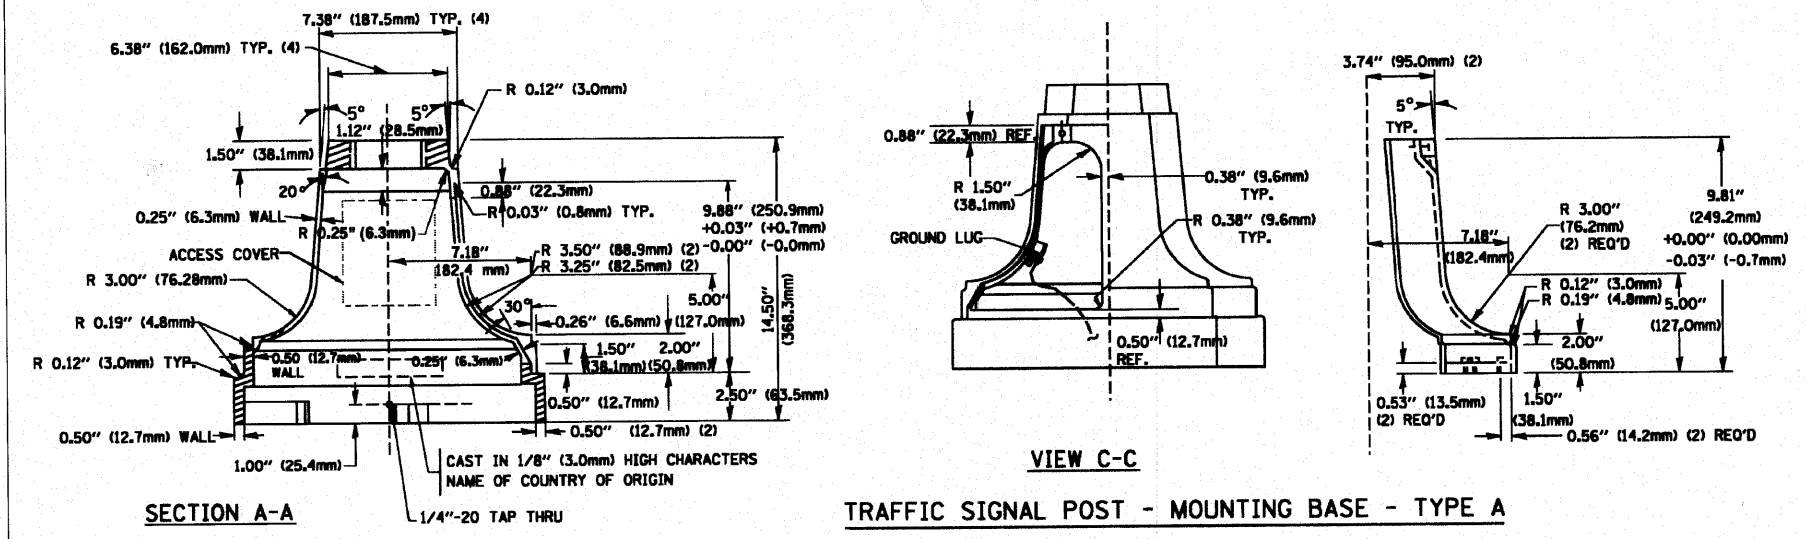 7.38" (187.5mm) TYP. (4)
6.38" (162.0mm) TYP. (4)
R 0.12" (3.0mm)
5°
5°
1.12" (28.5mm)
1.50" (38.1mm)
20°
0.88" (22.3mm)
0.25" (6.3mm) WALL
R 0.03" (0.8mm) TYP.
R 0.25" (6.3mm)
9.88" (250.9mm)
+0.03" (+0.7mm)
-0.00" (-0.0mm)
ACCESS COVER
7.18"
(182.4 mm)
R 3.50" (88.9mm) (2)
R 3.25" (82.5mm) (2)
R 3.00" (76.28mm)
30°
5.00"
(127.0mm)
14.50"
(368.3mm)
R 0.19" (4.8mm)
0.26" (6.6mm)
R 0.12" (3.0mm) TYP.
0.50 (12.7mm)
WALL
0.25" (6.3mm)
1.50"
(38.1mm)
2.00"
(50.8mm)
0.50" (12.7mm)
2.50" (63.5mm)
0.50" (12.7mm) WALL
0.50" (12.7mm) (2)
1.00" (25.4mm)
CAST IN 1/8" (3.0mm) HIGH CHARACTERS
NAME OF COUNTRY OF ORIGIN
1/4"-20 TAP THRU
SECTION A-A
0.88" (22.3mm) REF.
R 1.50"
(38.1mm)
0.38" (9.6mm)
TYP.
R 0.38" (9.6mm)
TYP.
GROUND LUG
0.50" (12.7mm)
REF.
VIEW C-C
3.74" (95.0mm) (2)
5°
TYP.
9.81"
(249.2mm)
+0.00" (0.00mm)
-0.03" (-0.7mm)
R 3.00"
(76.2mm)
(2) REQ'D
7.18"
(182.4mm)
R 0.12" (3.0mm)
R 0.19" (4.8mm)
5.00"
(127.0mm)
2.00"
(50.8mm)
0.53" (13.5mm)
(2) REQ'D
1.50"
(38.1mm)
0.56" (14.2mm) (2) REQ'D
TRAFFIC SIGNAL POST - MOUNTING BASE - TYPE A